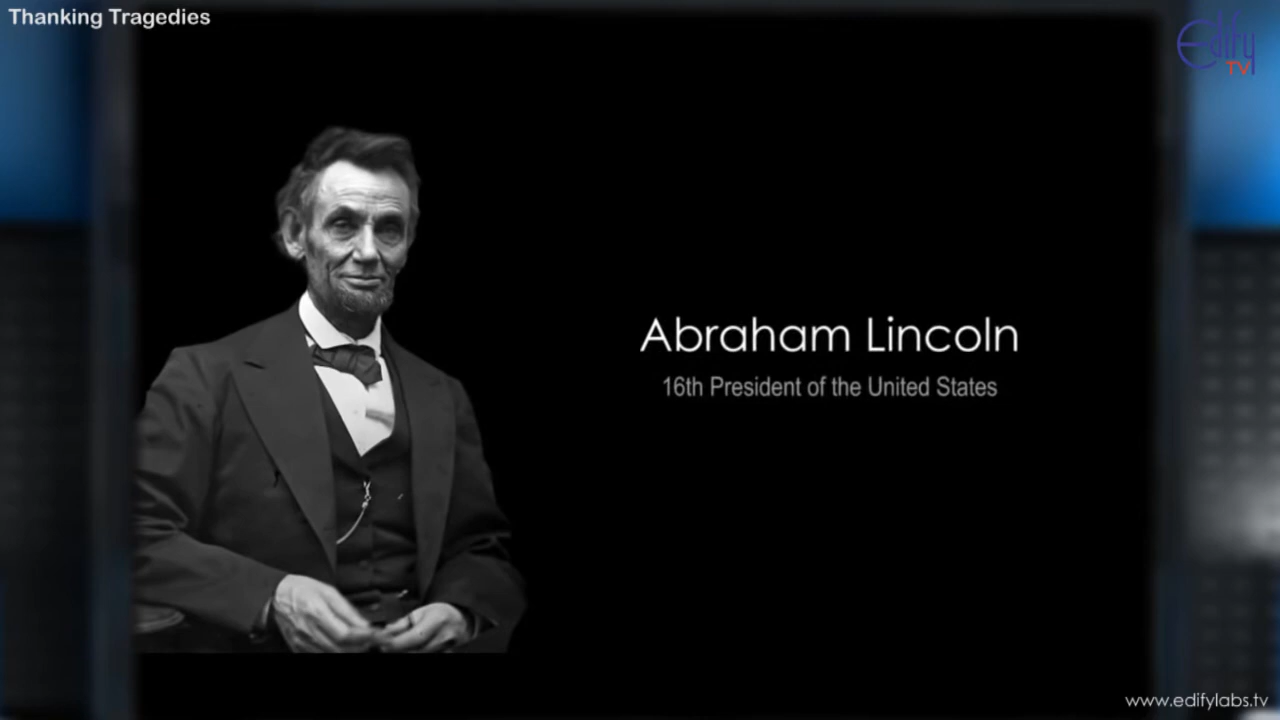 Thanking Tragedies
Edify
TV
Abraham Lincoln
16th President of the United States
www.edifylabs.tv